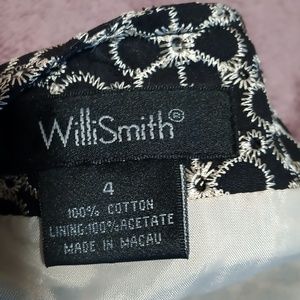 WilliSmith®
4
100% COTTON
LINING:100% ACETATE
MADE IN MACAU